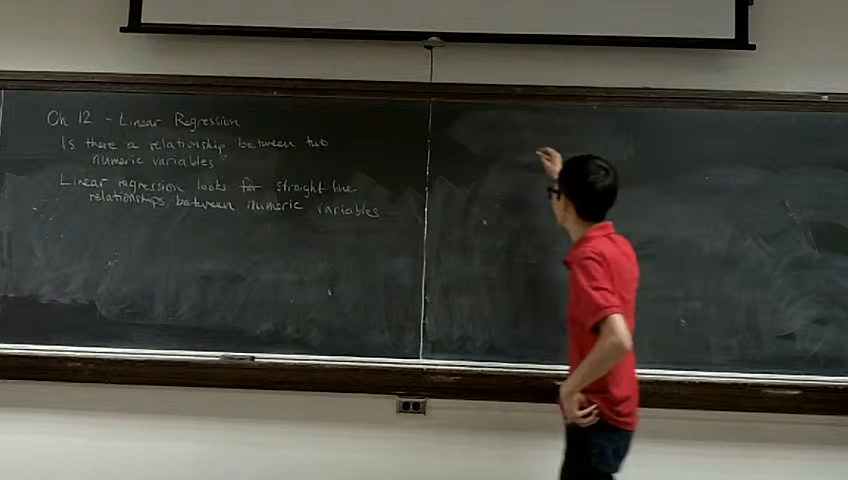 Ch 12 - Linear Regression
Is there a relationship between two
numeric variables?
Linear regression looks for straight line
relationships between numeric variables